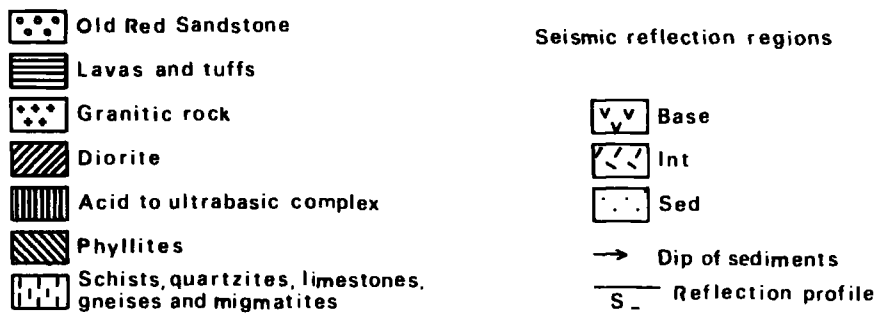 Old Red Sandstone
Lavas and tuffs
Granitic rock
Diorite
Acid to ultrabasic complex
Phyllites
Schists, quartzites, limestones,
gneises and migmatites
Seismic reflection regions
Base
Int
Sed
Dip of sediments
S_ Reflection profile